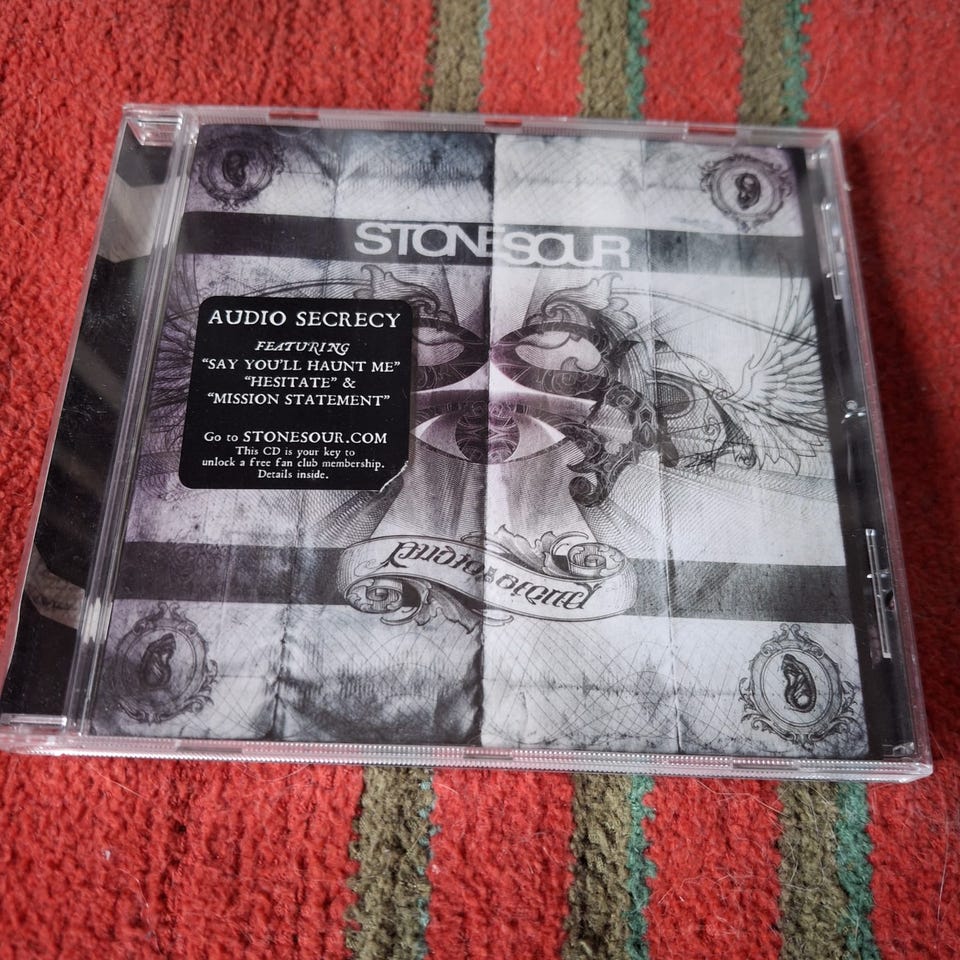 STONESOUR
AUDIO SECRECY
FEATURING
"SAY YOU'LL HAUNT ME"
"HESITATE" &
"MISSION STATEMENT"
Go to STONESOUR.COM
This CD is your key to
unlock a free fan club membership.
Details inside.